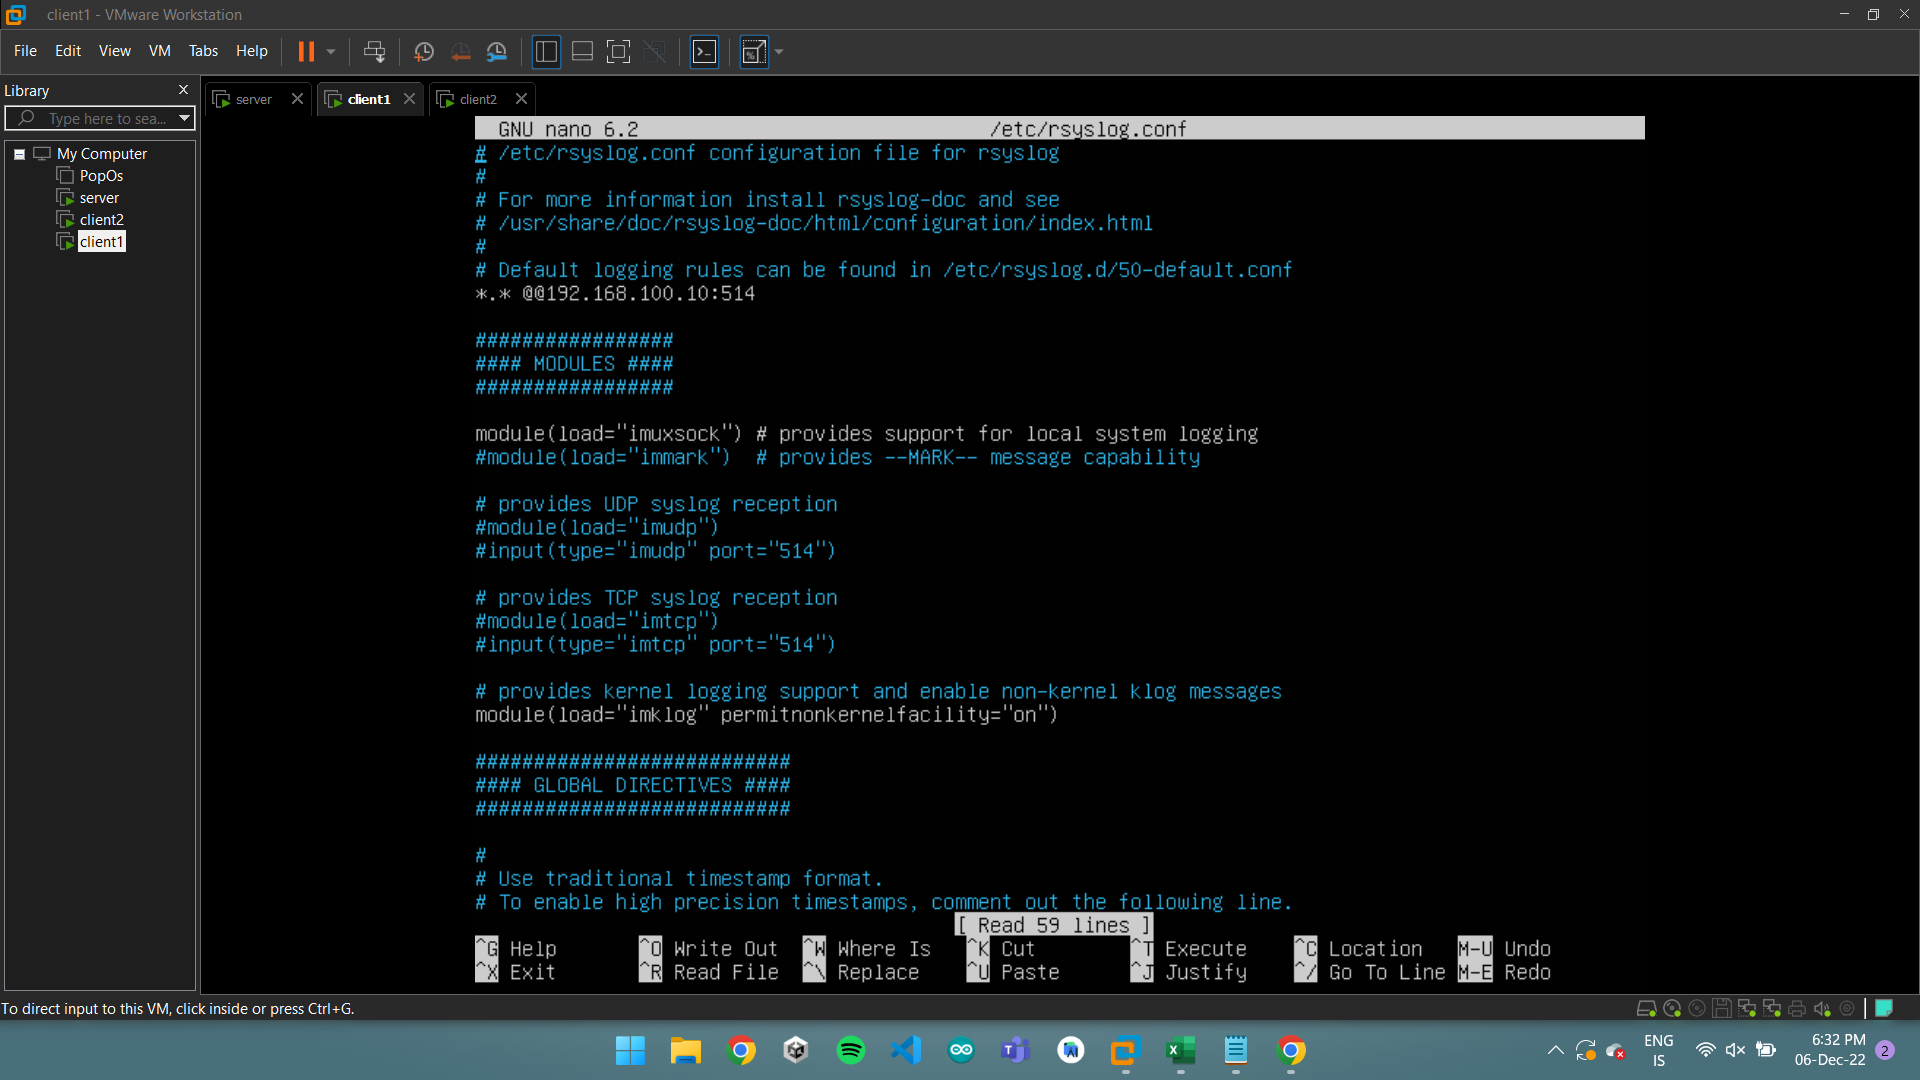 client1 - VMware Workstation
File Edit View VM Tabs Help
Library
Type here to sea...
My Computer
PopOs
server
client2
client1
server client1 client2
GNU nano 6.2 /etc/rsyslog.conf
# /etc/rsyslog.conf configuration file for rsyslog
#
# For more information install rsyslog-doc and see
# /usr/share/doc/rsyslog-doc/html/configuration/index.html
#
# Default logging rules can be found in /etc/rsyslog.d/50-default.conf
*.* @@192.168.100.10:514
#################
#### MODULES ####
#################
module(load="imuxsock") # provides support for local system logging
#module(load="immark")  # provides --MARK-- message capability
# provides UDP syslog reception
#module(load="imudp")
#input(type="imudp" port="514")
# provides TCP syslog reception
#module(load="imtcp")
#input(type="imtcp" port="514")
# provides kernel logging support and enable non-kernel klog messages
module(load="imklog" permitnonkernelfacility="on")
###########################
#### GLOBAL DIRECTIVES ####
###########################
#
# Use traditional timestamp format.
# To enable high precision timestamps, comment out the following line.
[ Read 59 lines ]
^G Help ^O Write Out ^W Where Is ^K Cut ^T Execute ^C Location M-U Undo
^X Exit ^R Read File ^\ Replace ^U Paste ^J Justify ^/ Go To Line M-E Redo
To direct input to this VM, click inside or press Ctrl+G.
ENG
IS
6:32 PM
06-Dec-22
2